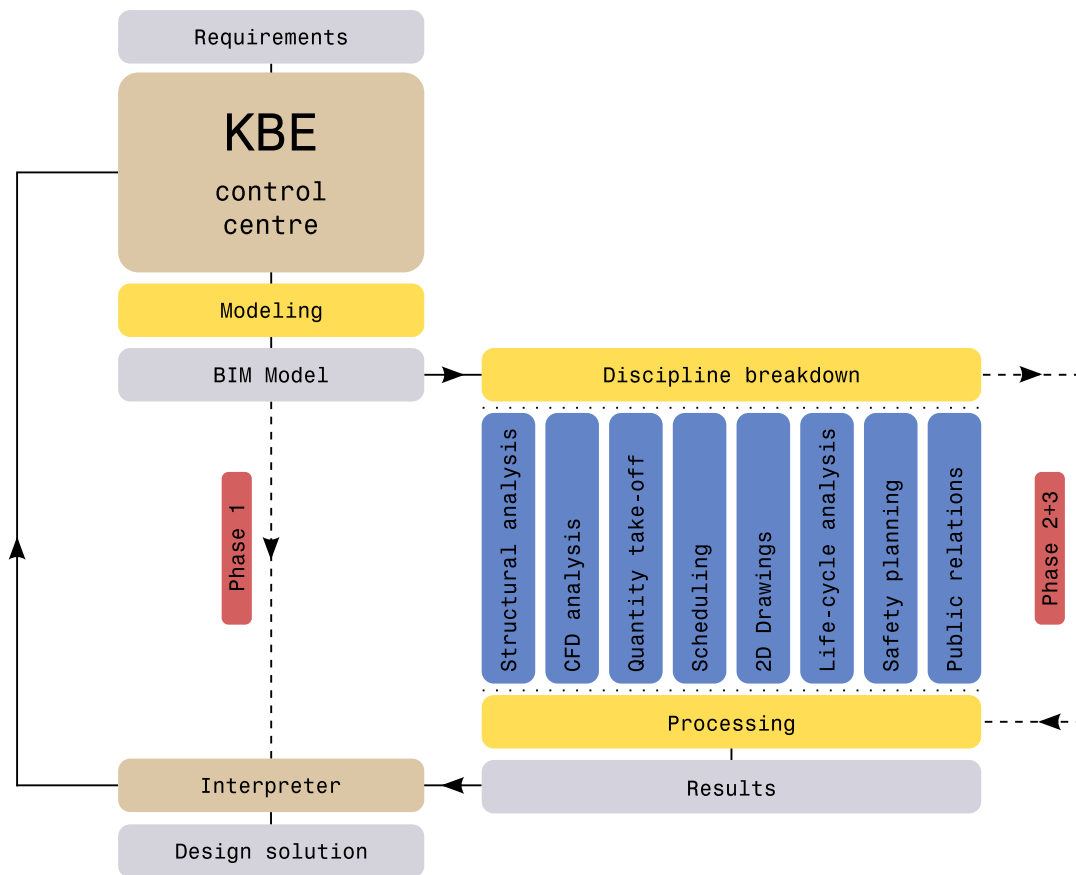 Requirements
KBE
control
centre
Modeling
BIM Model
Discipline breakdown
Phase 1
Structural analysis
CFD analysis
Quantity take-off
Scheduling
2D Drawings
Life-cycle analysis
Safety planning
Public relations
Phase 2+3
Processing
Interpreter
Results
Design solution